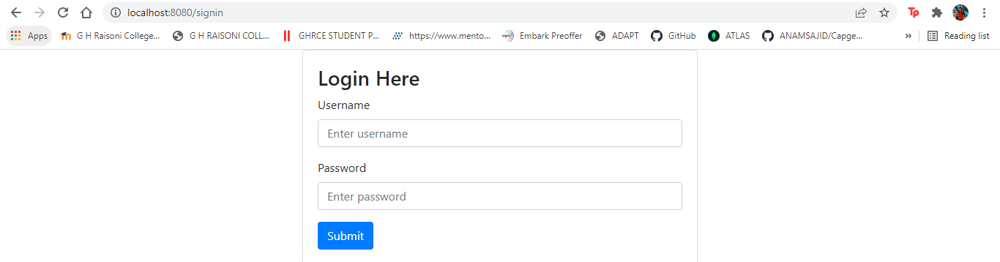 localhost:8080/signin
Tp
Apps G H Raisoni College... G H RAISONI COLL... GHRCE STUDENT P... https://www.mento... Embark Preoffer ADAPT GitHub ATLAS ANAMSAJID/Capge... » Reading list
Login Here
Username
Enter username
Password
Enter password
Submit